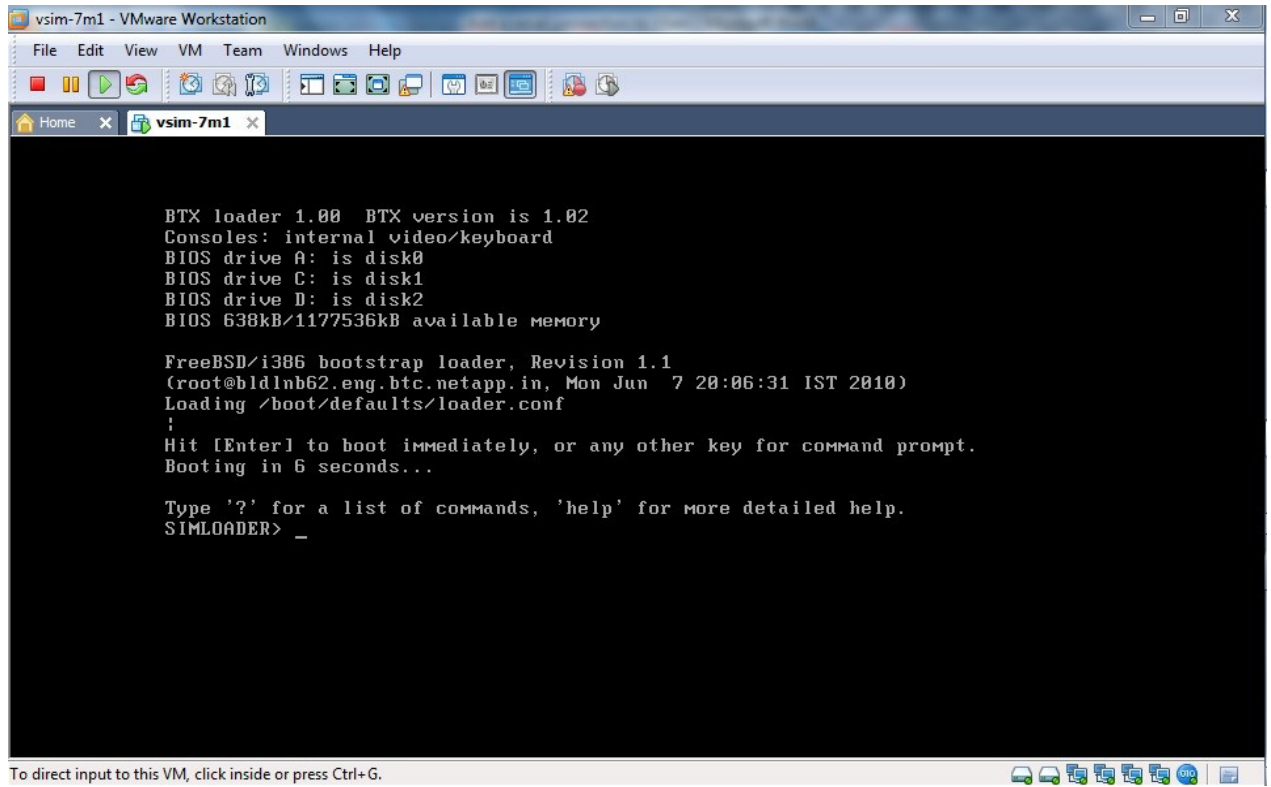 vsim-7m1 - VMware Workstation
File Edit View VM Team Windows Help
Home vsim-7m1
BTX loader 1.00 BTX version is 1.02
Consoles: internal video/keyboard
BIOS drive A: is disk0
BIOS drive C: is disk1
BIOS drive D: is disk2
BIOS 638kB/1177536kB available memory
FreeBSD/i386 bootstrap loader, Revision 1.1
(root@bldlnb62.eng.btc.netapp.in, Mon Jun 7 20:06:31 IST 2010)
Loading /boot/defaults/loader.conf
¦
Hit [Enter] to boot immediately, or any other key for command prompt.
Booting in 6 seconds...
Type '?' for a list of commands, 'help' for more detailed help.
SIMLOADER> _
To direct input to this VM, click inside or press Ctrl+G.